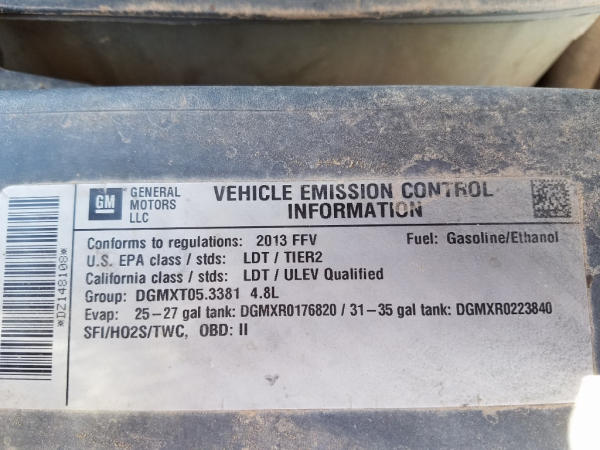 GM
GENERAL
MOTORS
LLC
VEHICLE EMISSION CONTROL
INFORMATION
Conforms to regulations: 2013 FFV
Fuel: Gasoline/Ethanol
U.S. EPA class / stds: LDT / TIER2
California class / stds: LDT / ULEV Qualified
Group: DGMXT05.3381 4.8L
Evap: 25-27 gal tank: DGMXR0176820 / 31-35 gal tank: DGMXR0223840
SFI/HO2S/TWC, OBD: II
*DZ148108*